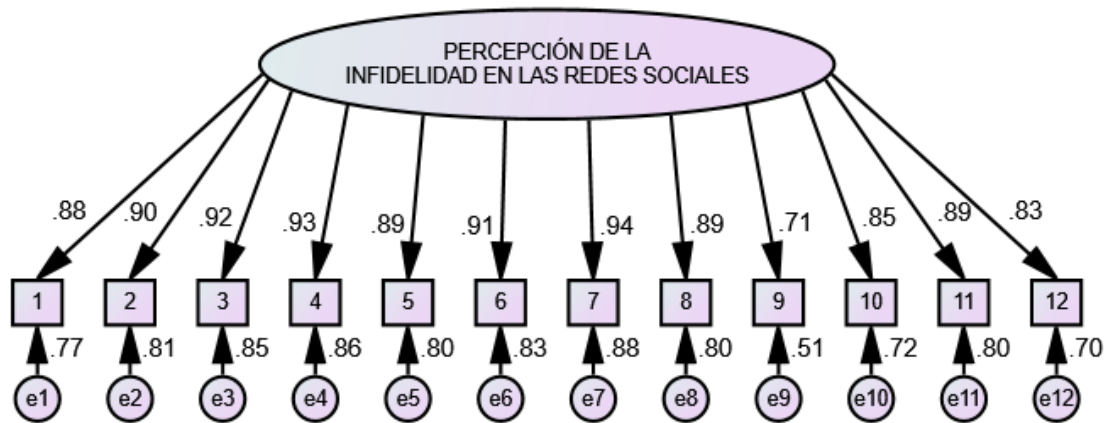 PERCEPCIÓN DE LA
INFIDELIDAD EN LAS REDES SOCIALES
.88 .90 .92 .93 .89 .91 .94 .89 .71 .85 .89 .83
1 2 3 4 5 6 7 8 9 10 11 12
.77 .81 .85 .86 .80 .83 .88 .80 .51 .72 .80 .70
e1 e2 e3 e4 e5 e6 e7 e8 e9 e10 e11 e12